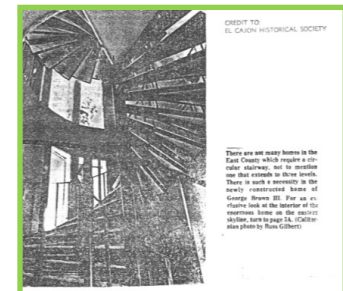 CREDIT TO:
EL CAJON HISTORICAL SOCIETY
There are not many homes in the
East County which require a cir-
cular stairway, not to mention
one that extends to three levels.
There is such a necessity in the
newly constructed home of
George Brown III. For an ex-
clusive look at the interior of the
enormous home on the eastern
skyline, turn to page 2A. (Califor-
nian photo by Russ Gilbert)